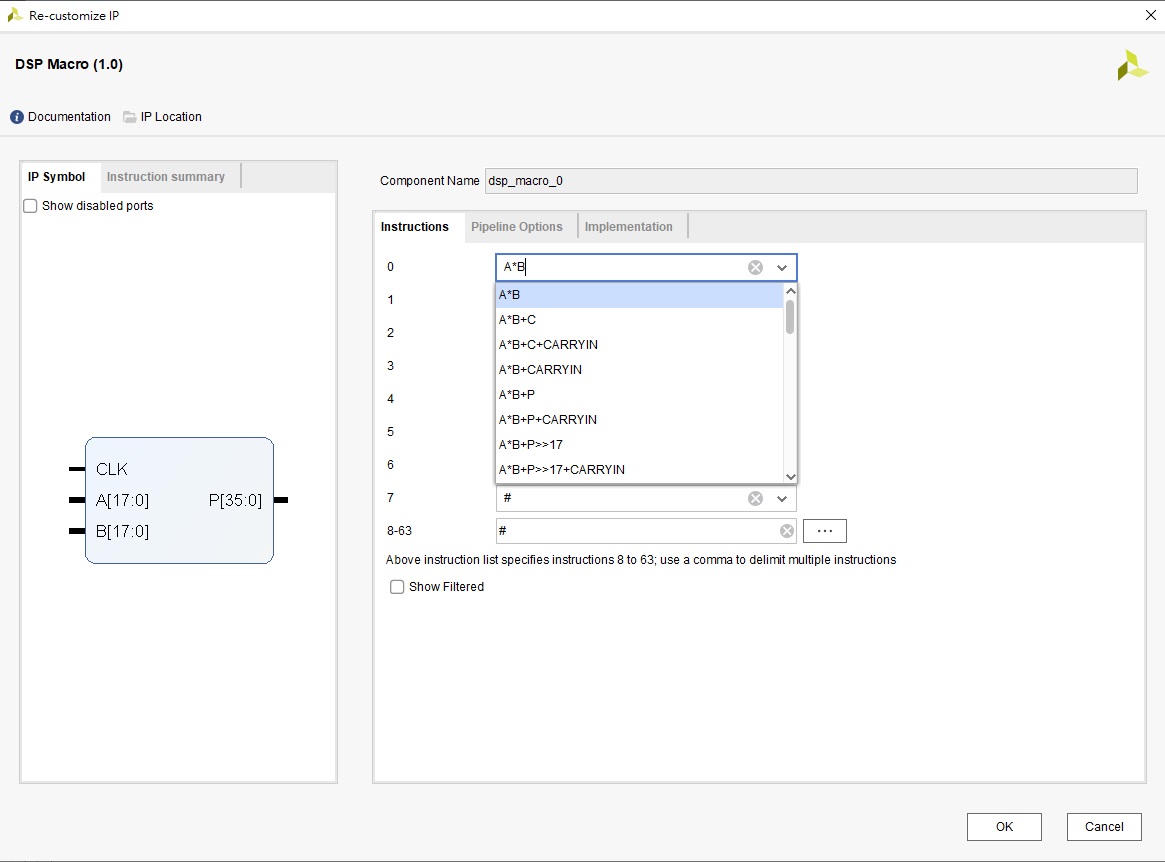 Re-customize IP
DSP Macro (1.0)
Documentation IP Location
IP Symbol Instruction summary
Show disabled ports
CLK
A[17:0] P[35:0]
B[17:0]
Component Name dsp_macro_0
Instructions Pipeline Options Implementation
0 A*B
1 A*B
A*B+C
2 A*B+C+CARRYIN
3 A*B+CARRYIN
4 A*B+P
5 A*B+P+CARRYIN
A*B+P>>17
6 A*B+P>>17+CARRYIN
7 #
8-63 # ...
Above instruction list specifies instructions 8 to 63; use a comma to delimit multiple instructions
Show Filtered
OK Cancel